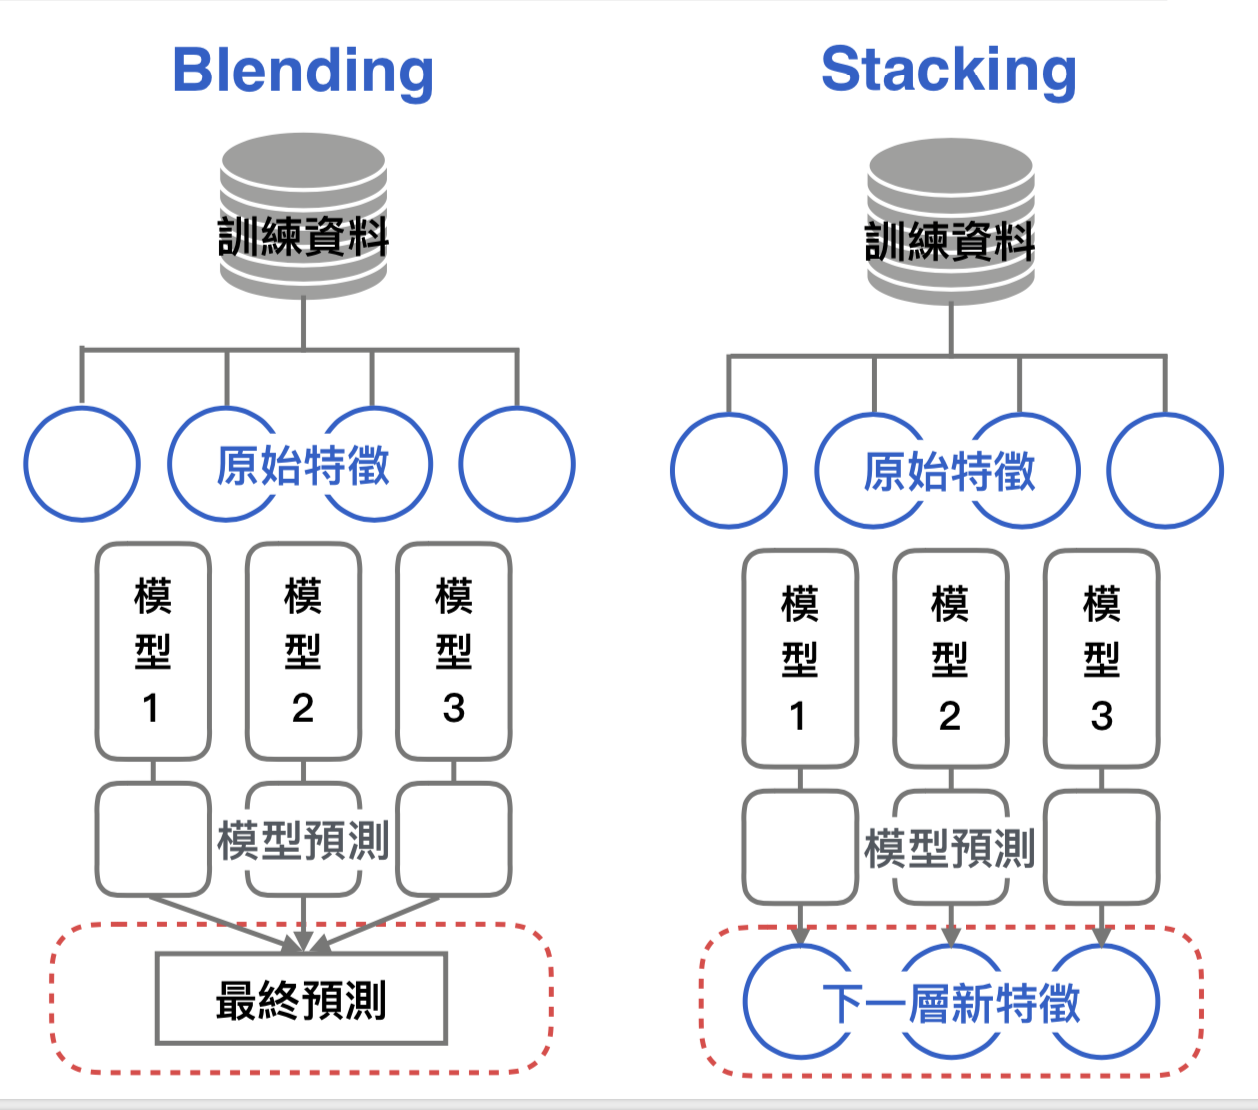 Blending
訓練資料
原始特徵
模型1
模型2
模型3
模型預測
最終預測
Stacking
訓練資料
原始特徵
模型1
模型2
模型3
模型預測
下一層新特徵